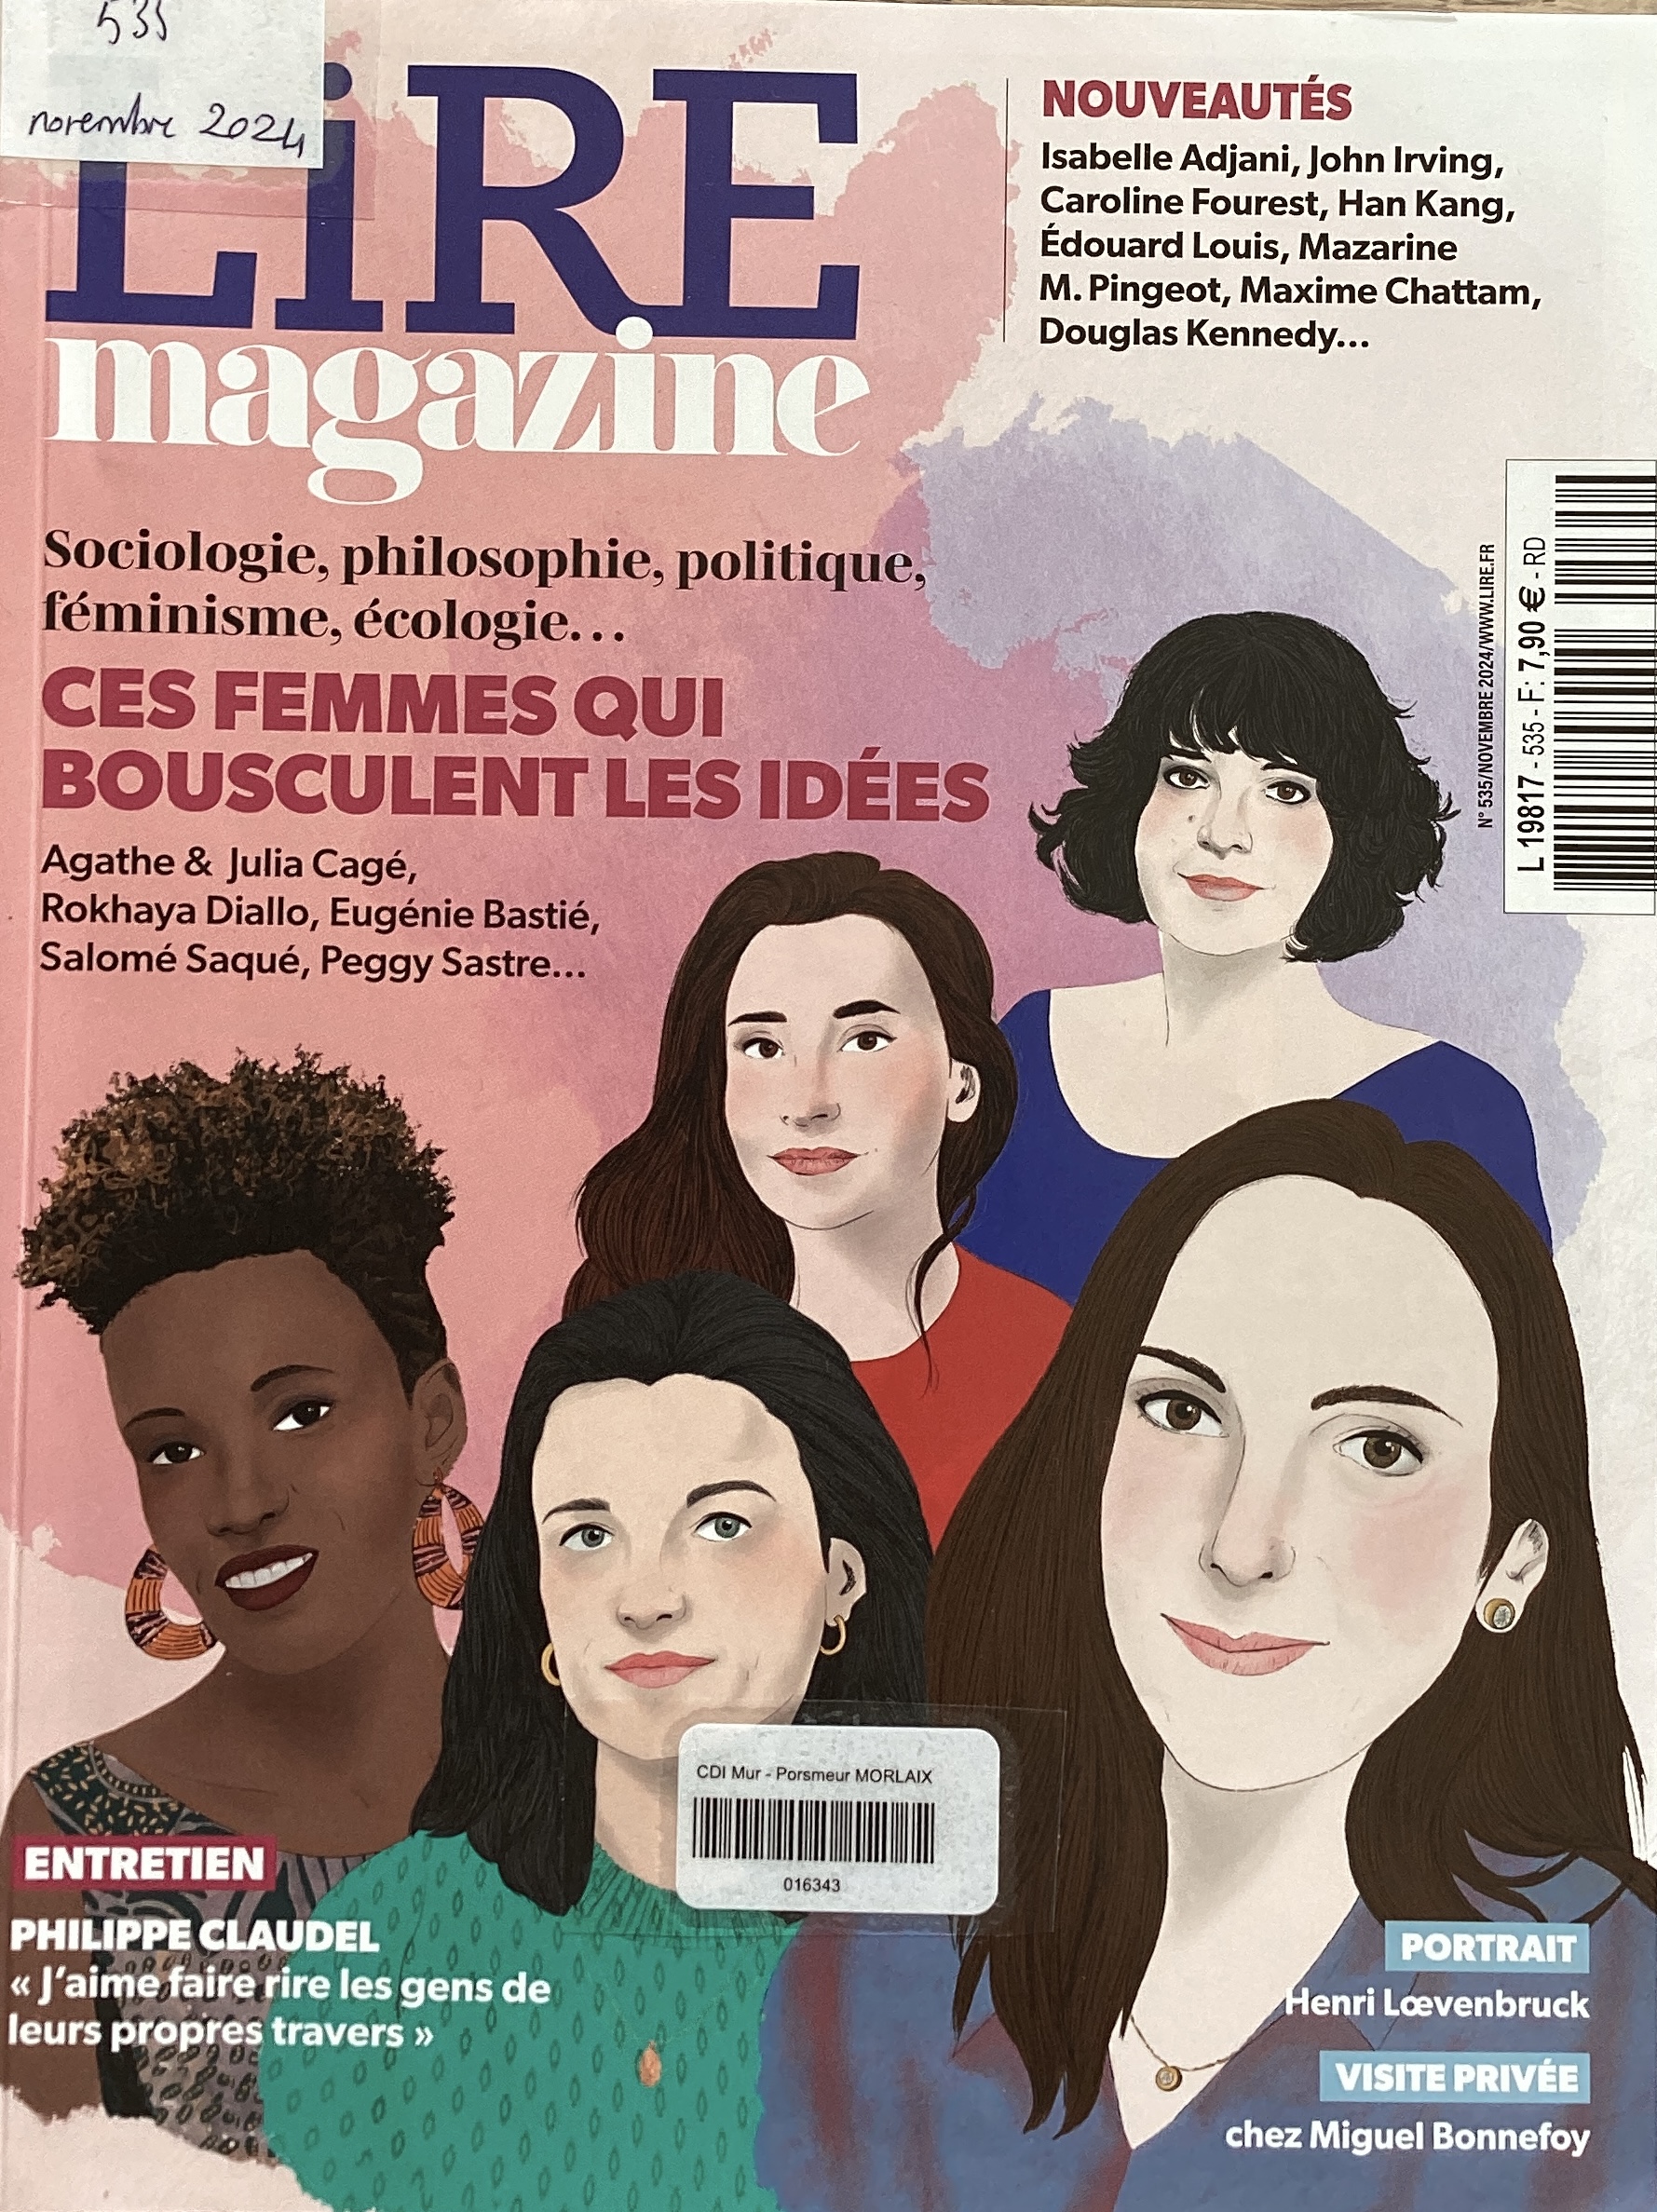 535
novembre 2024
LiRE
magazine
NOUVEAUTÉS
Isabelle Adjani, John Irving,
Caroline Fourest, Han Kang,
Édouard Louis, Mazarine
M. Pingeot, Maxime Chattam,
Douglas Kennedy...
Sociologie, philosophie, politique,
féminisme, écologie...
CES FEMMES QUI
BOUSCULENT LES IDÉES
Agathe & Julia Cagé,
Rokhaya Diallo, Eugénie Bastié,
Salomé Saqué, Peggy Sastre...
N° 535/NOVEMBRE 2024/WWW.LIRE.FR
L 19817 - 535 - F: 7,90 € - RD
CDI Mur - Porsmeur MORLAIX
016343
ENTRETIEN
PHILIPPE CLAUDEL
« J'aime faire rire les gens de
leurs propres travers »
PORTRAIT
Henri Lœvenbruck
VISITE PRIVÉE
chez Miguel Bonnefoy